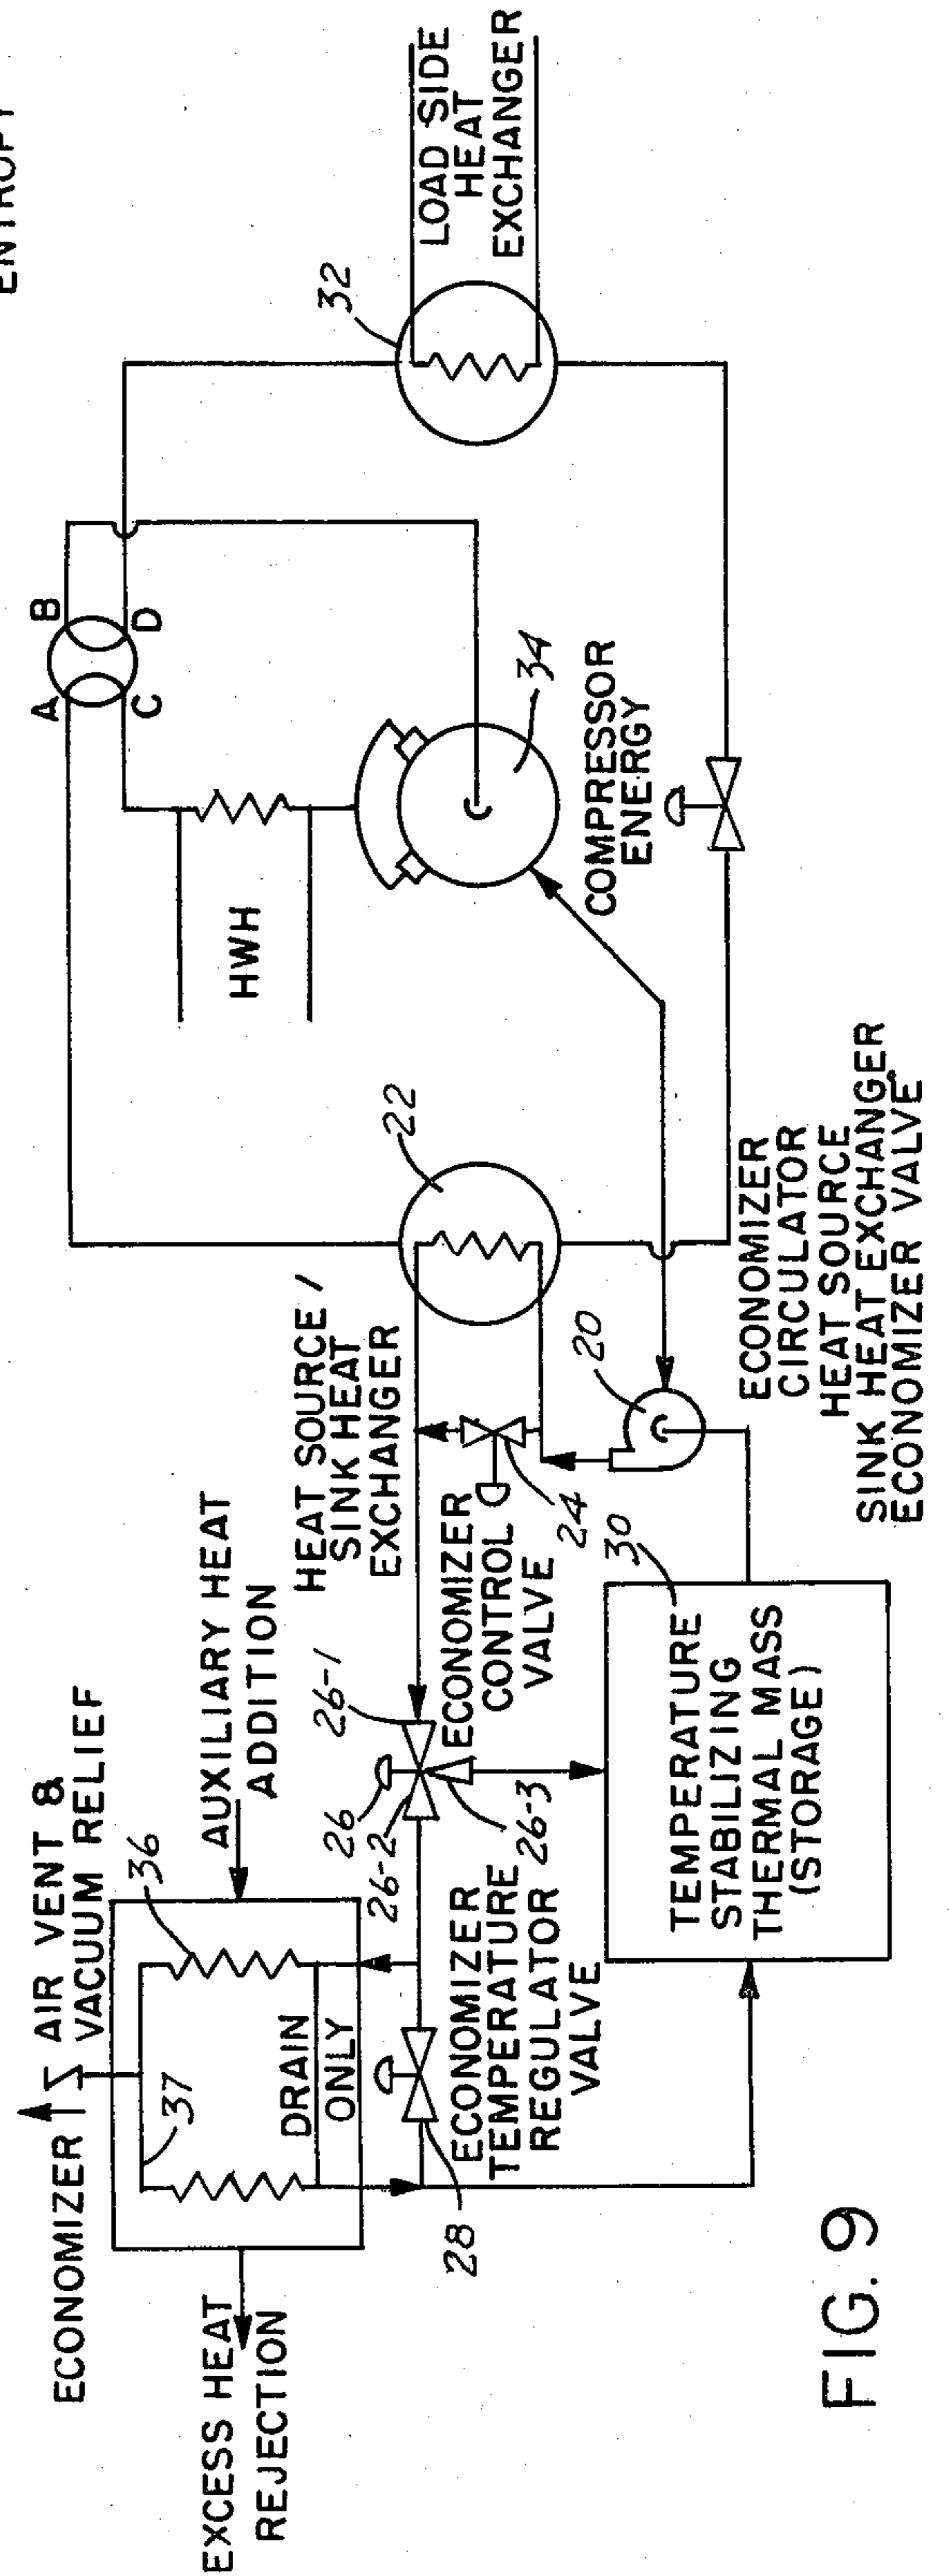 ENTROPY
ECONOMIZER
AIR VENT &
VACUUM RELIEF
36
37
EXCESS HEAT
REJECTION
AUXILIARY HEAT
ADDITION
DRAIN
ONLY
HEAT SOURCE /
SINK HEAT
EXCHANGER
22
26-1
26
26-2
26-3
ECONOMIZER
CONTROL
VALVE
24
28
ECONOMIZER
TEMPERATURE
REGULATOR
VALVE
30
TEMPERATURE
STABILIZING
THERMAL MASS
(STORAGE)
20
ECONOMIZER
CIRCULATOR
HEAT SOURCE
SINK HEAT EXCHANGER
ECONOMIZER VALVE
A
B
C
D
HWH
34
COMPRESSOR
ENERGY
32
LOAD SIDE
HEAT
EXCHANGER
FIG. 9